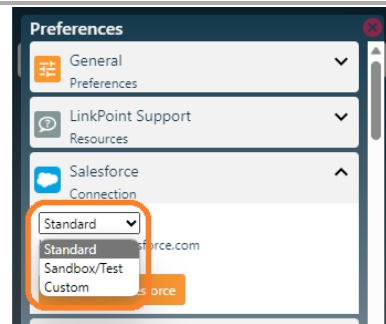 Preferences
General
Preferences
LinkPoint Support
Resources
Salesforce
Connection
Standard
Standard
Sandbox/Test
Custom